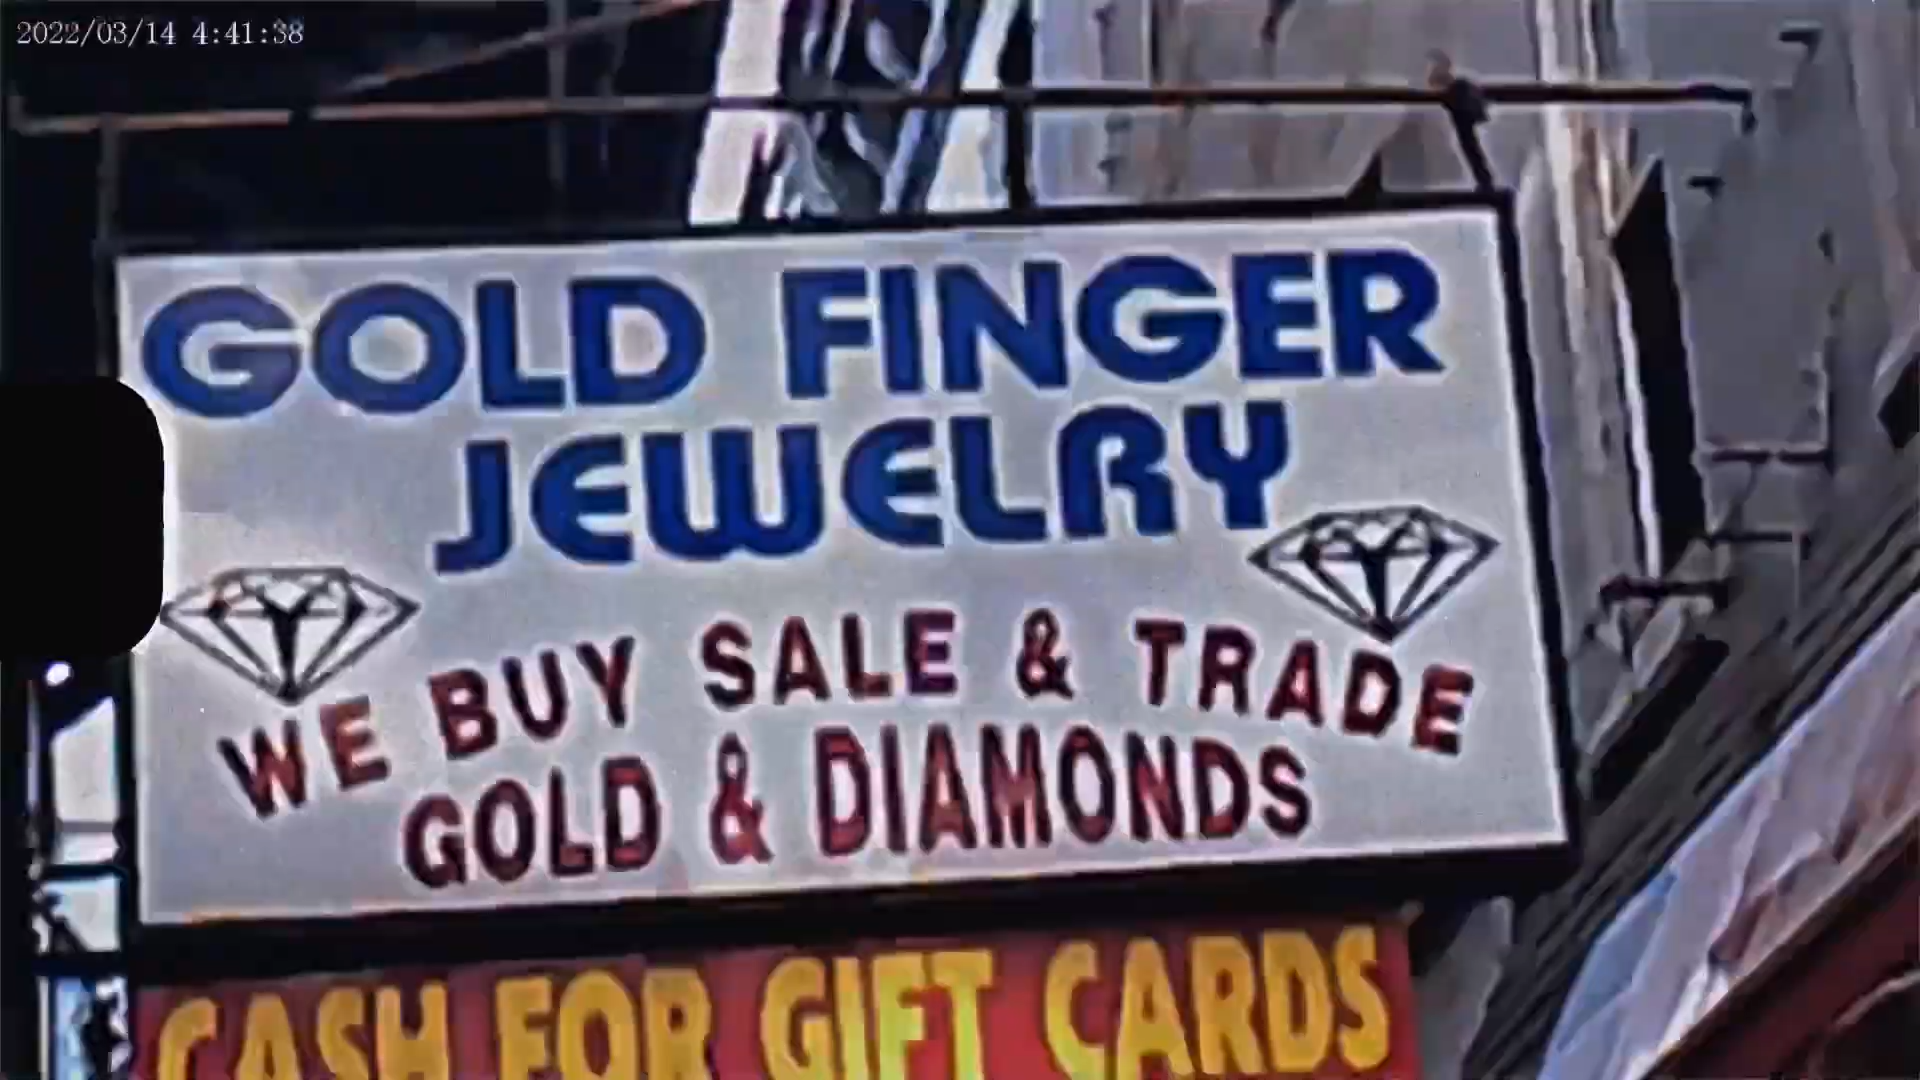 2022/03/14 4:41:38
GOLD FINGER
JEWELRY
WE BUY SALE & TRADE
GOLD & DIAMONDS
CASH FOR GIFT CARDS